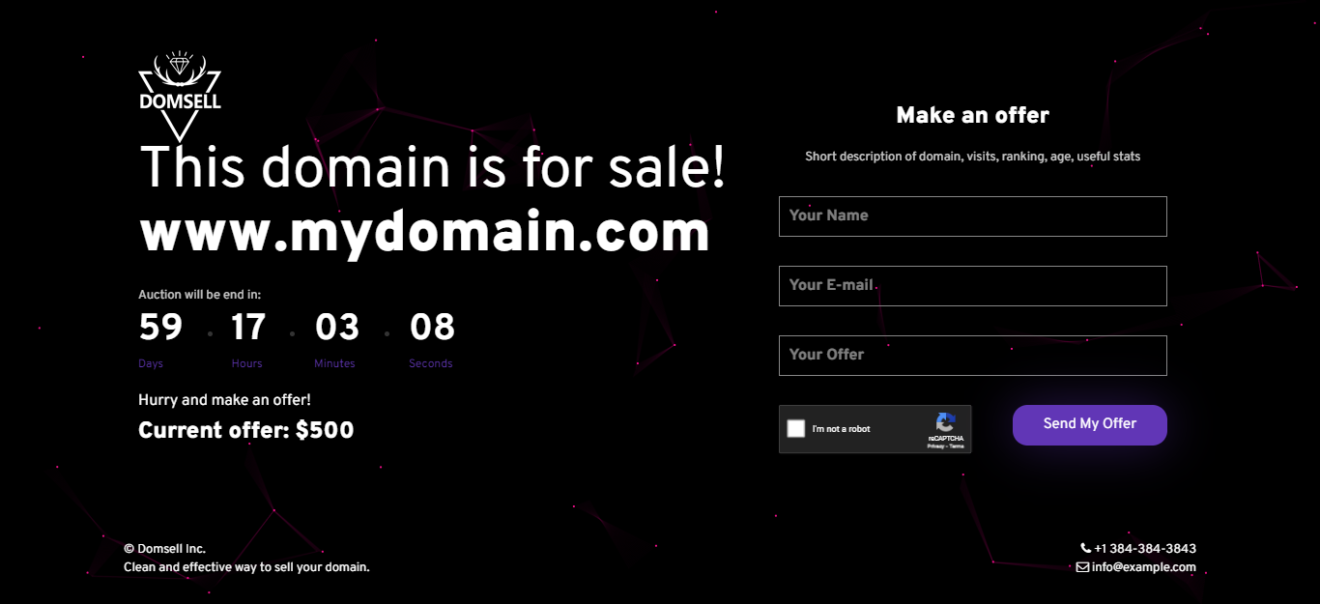 DOMSELL
This domain is for sale!
www.mydomain.com
Auction will be end in:
59 . 17 . 03 . 08
Days Hours Minutes Seconds
Hurry and make an offer!
Current offer: $500
Make an offer
Short description of domain, visits, ranking, age, useful stats
Your Name
Your E-mail
Your Offer
I'm not a robot
reCAPTCHA
Privacy - Terms
Send My Offer
© Domsell Inc.
Clean and effective way to sell your domain.
+1 384-384-3843
info@example.com